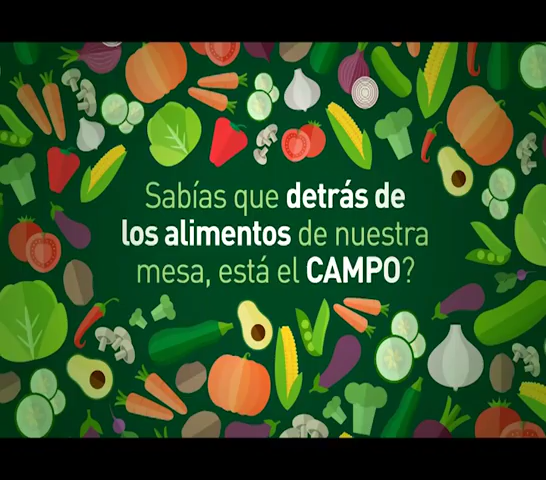 Sabías que detrás de
los alimentos de nuestra
mesa, está el CAMPO?